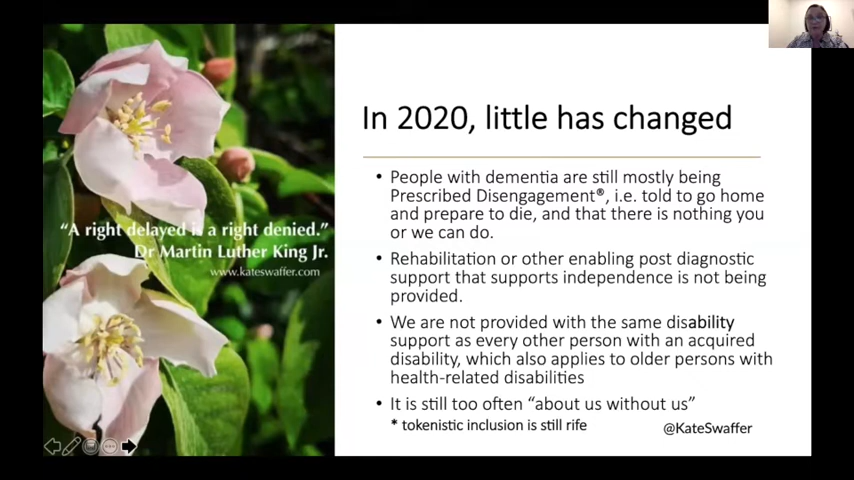 “A right delayed is a right denied.”
Dr Martin Luther King Jr.
www.kateswaffer.com
In 2020, little has changed
• People with dementia are still mostly being
Prescribed Disengagement®, i.e. told to go home
and prepare to die, and that there is nothing you
or we can do.
• Rehabilitation or other enabling post diagnostic
support that supports independence is not being
provided.
• We are not provided with the same disability
support as every other person with an acquired
disability, which also applies to older persons with
health-related disabilities
• It is still too often “about us without us”
* tokenistic inclusion is still rife
@KateSwaffer